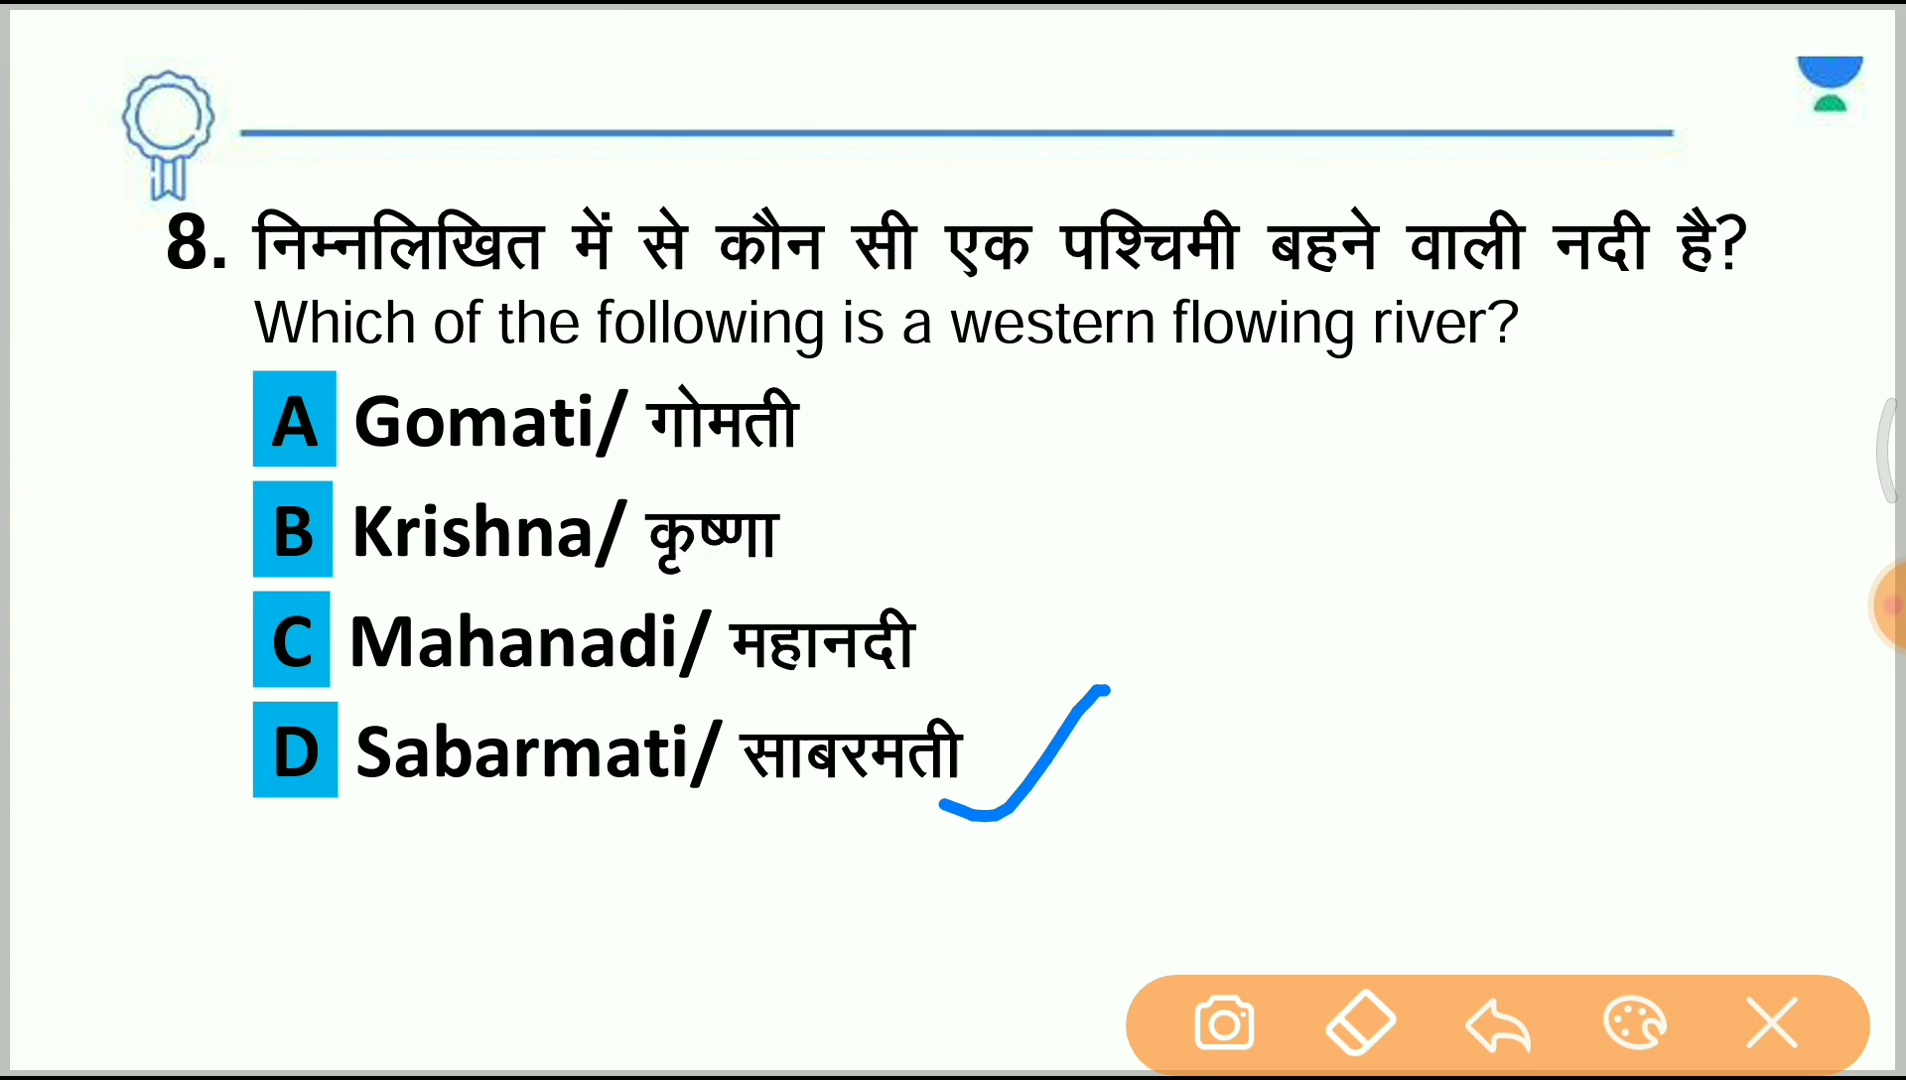 8. निम्नलिखित में से कौन सी एक पश्चिमी बहने वाली नदी है?
Which of the following is a western flowing river?
A Gomati/ गोमती
B Krishna/ कृष्णा
C Mahanadi/ महानदी
D Sabarmati/ साबरमती